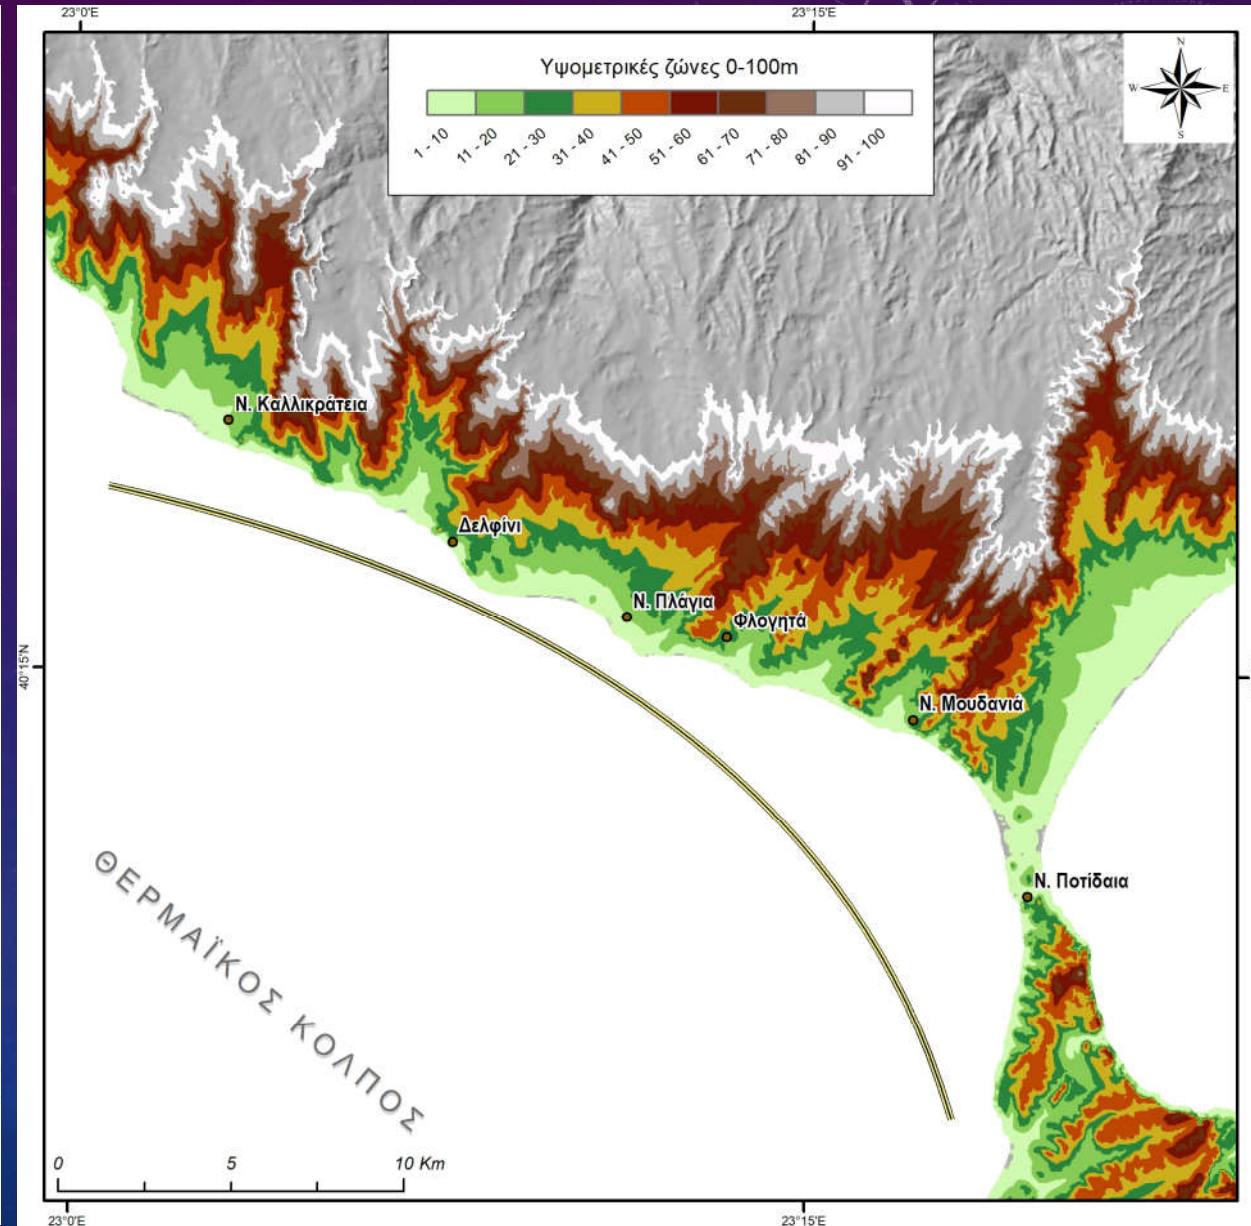 23°0'E
23°15'E
Υψομετρικές ζώνες 0-100m
1 - 10
11 - 20
21 - 30
31 - 40
41 - 50
51 - 60
61 - 70
71 - 80
81 - 90
91 - 100
N
W
E
S
Ν. Καλλικράτεια
Δελφίνι
Ν. Πλάγια
Φλογητά
40°15'N
Ν. Μουδανιά
Ν. Ποτίδαια
ΘΕΡΜΑΪΚΟΣ ΚΟΛΠΟΣ
0
5
10 Km
23°0'E
23°15'E